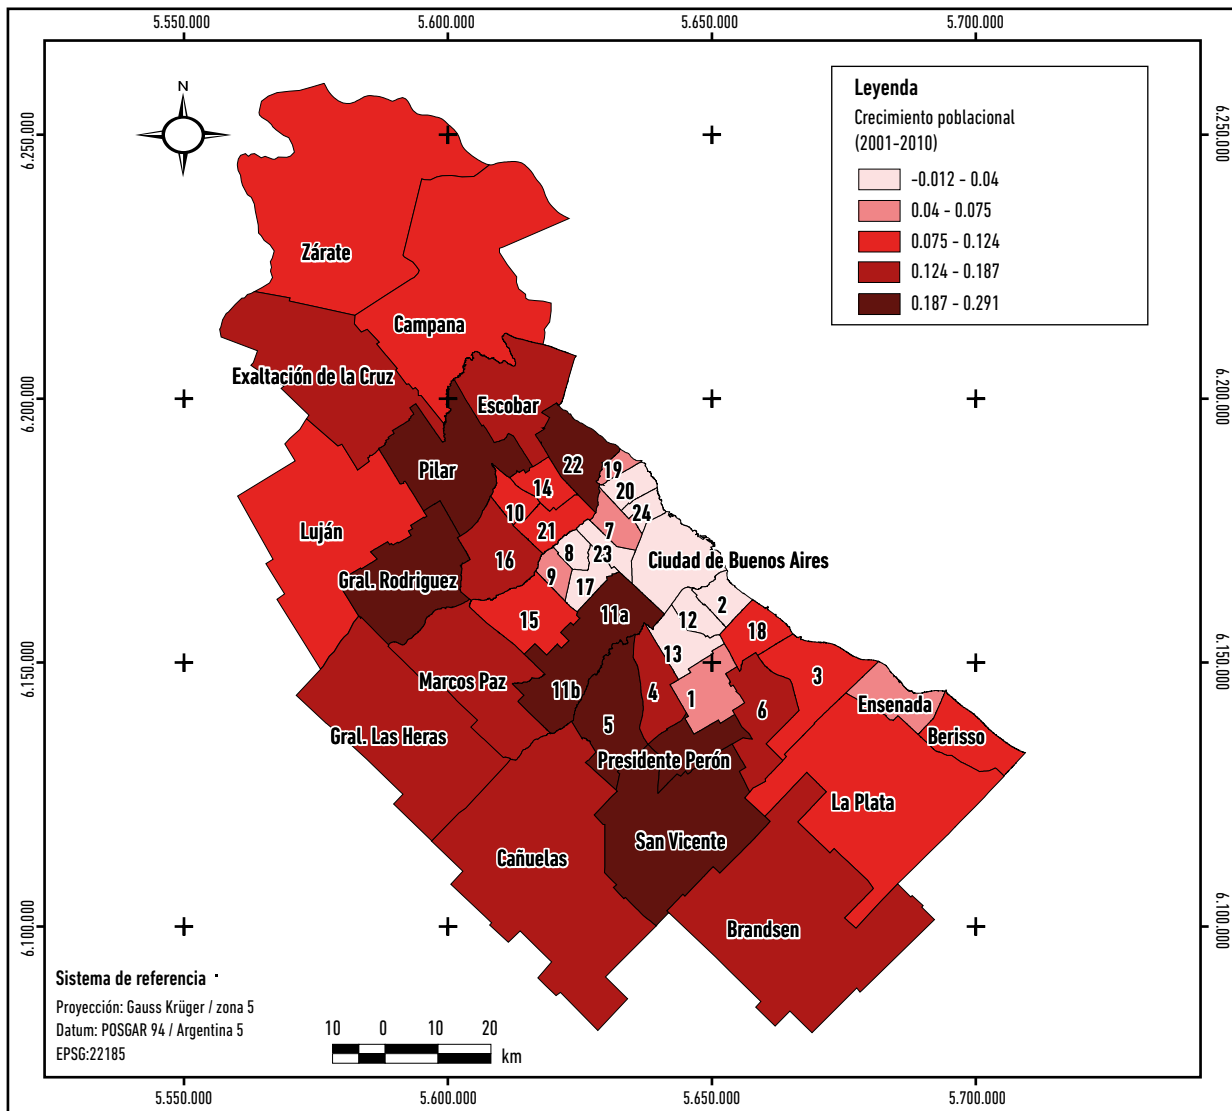 5.550.000
5.600.000
5.650.000
5.700.000
6.250.000
6.200.000
6.150.000
6.100.000
6.250.000
6.200.000
6.150.000
6.100.000
N
Leyenda
Crecimiento poblacional
(2001-2010)
-0.012 - 0.04
0.04 - 0.075
0.075 - 0.124
0.124 - 0.187
0.187 - 0.291
Zárate
Campana
Exaltación de la Cruz
Escobar
Pilar
22
19
20
14
24
10
7
21
Luján
8
23
16
Ciudad de Buenos Aires
Gral. Rodriguez
9
17
2
11a
15
12
18
13
3
Marcos Paz
11b
4
1
Ensenada
6
5
Gral. Las Heras
Berisso
Presidente Perón
La Plata
San Vicente
Cañuelas
Brandsen
Sistema de referencia
Proyección: Gauss Krüger / zona 5
Datum: POSGAR 94 / Argentina 5
EPSG:22185
10 0 10 20
km
5.550.000
5.600.000
5.650.000
5.700.000